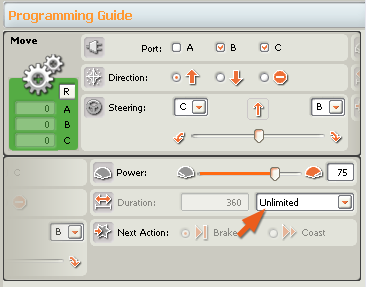 Programming Guide
Move
Port: A B C
R
Direction:
0 A
Steering: C B
0 B
0 C
C
Power: 75
Duration: 360 Unlimited
B
Next Action: Brake Coast